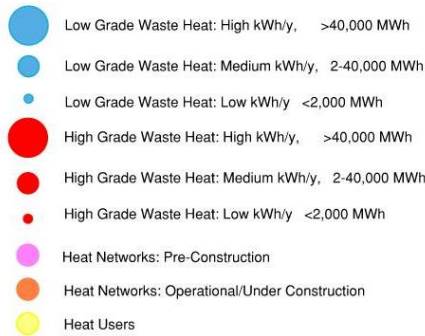 Low Grade Waste Heat: High kWh/y, >40,000 MWh
Low Grade Waste Heat: Medium kWh/y, 2-40,000 MWh
Low Grade Waste Heat: Low kWh/y <2,000 MWh
High Grade Waste Heat: High kWh/y, >40,000 MWh
High Grade Waste Heat: Medium kWh/y, 2-40,000 MWh
High Grade Waste Heat: Low kWh/y <2,000 MWh
Heat Networks: Pre-Construction
Heat Networks: Operational/Under Construction
Heat Users